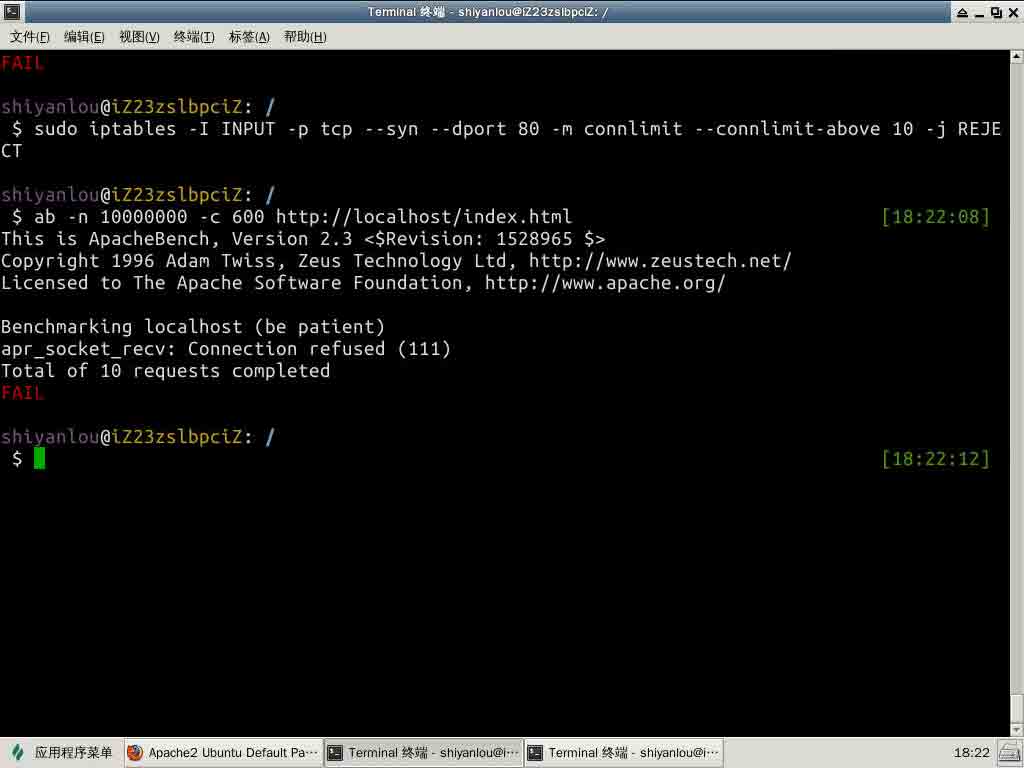 Terminal 终端 - shiyanlou@iZ23zslbpciZ: /
文件(F) 编辑(E) 视图(V) 终端(T) 标签(A) 帮助(H)
FAIL
shiyanlou@iZ23zslbpciZ: /
$ sudo iptables -I INPUT -p tcp --syn --dport 80 -m connlimit --connlimit-above 10 -j REJE
CT
shiyanlou@iZ23zslbpciZ: /
$ ab -n 10000000 -c 600 http://localhost/index.html [18:22:08]
This is ApacheBench, Version 2.3 <$Revision: 1528965 $>
Copyright 1996 Adam Twiss, Zeus Technology Ltd, http://www.zeustech.net/
Licensed to The Apache Software Foundation, http://www.apache.org/
Benchmarking localhost (be patient)
apr_socket_recv: Connection refused (111)
Total of 10 requests completed
FAIL
shiyanlou@iZ23zslbpciZ: /
$ [18:22:12]
应用程序菜单 Apache2 Ubuntu Default Pa··· Terminal 终端 - shiyanlou@i··· Terminal 终端 - shiyanlou@i··· 18:22